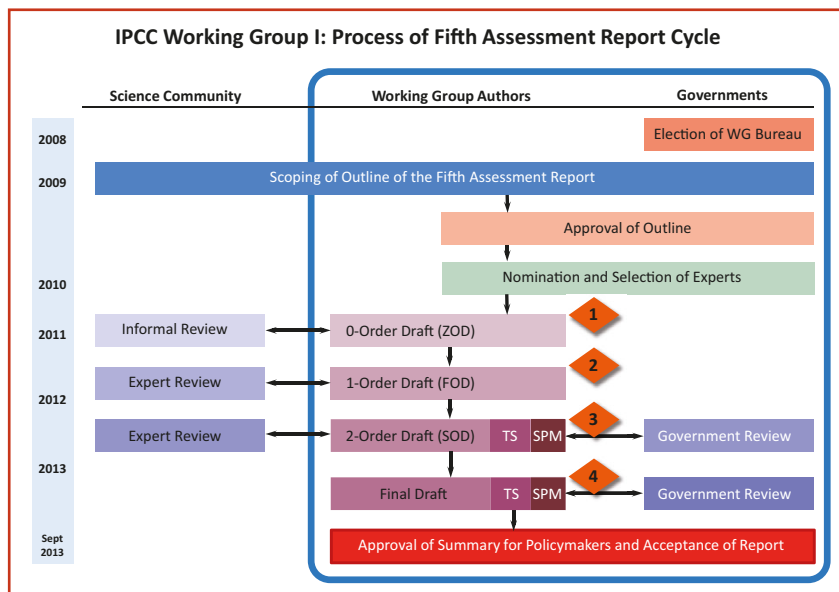 IPCC Working Group I: Process of Fifth Assessment Report Cycle
Science Community
Working Group Authors
Governments
2008
Election of WG Bureau
2009
Scoping of Outline of the Fifth Assessment Report
Approval of Outline
2010
Nomination and Selection of Experts
1
2011
Informal Review
0-Order Draft (ZOD)
2
Expert Review
1-Order Draft (FOD)
2012
3
Expert Review
2-Order Draft (SOD)
TS
SPM
Government Review
2013
4
Final Draft
TS
SPM
Government Review
Sept
2013
Approval of Summary for Policymakers and Acceptance of Report